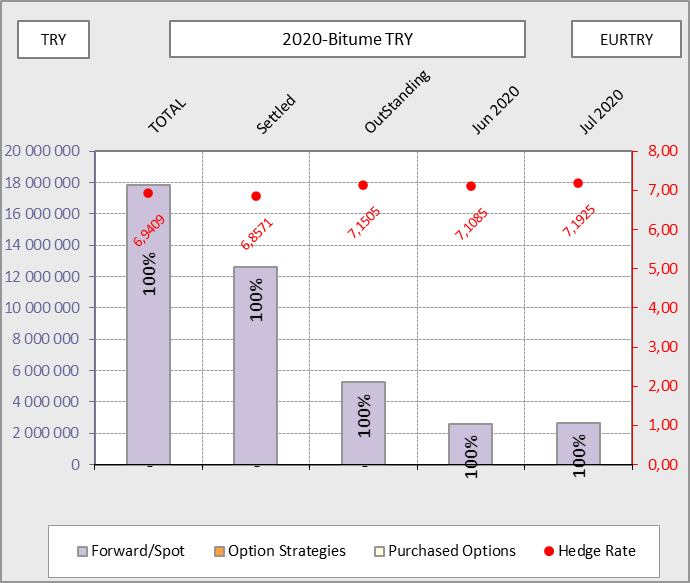 TRY
2020-Bitume TRY
EURTRY
TOTAL
Settled
OutStanding
Jun 2020
Jul 2020
20 000 000
18 000 000
16 000 000
14 000 000
12 000 000
10 000 000
8 000 000
6 000 000
4 000 000
2 000 000
0
8,00
7,00
6,00
5,00
4,00
3,00
2,00
1,00
0,00
6,9409
6,8571
7,1505
7,1085
7,1925
100%
100%
100%
100%
100%
-
-
-
Forward/Spot
Option Strategies
Purchased Options
Hedge Rate